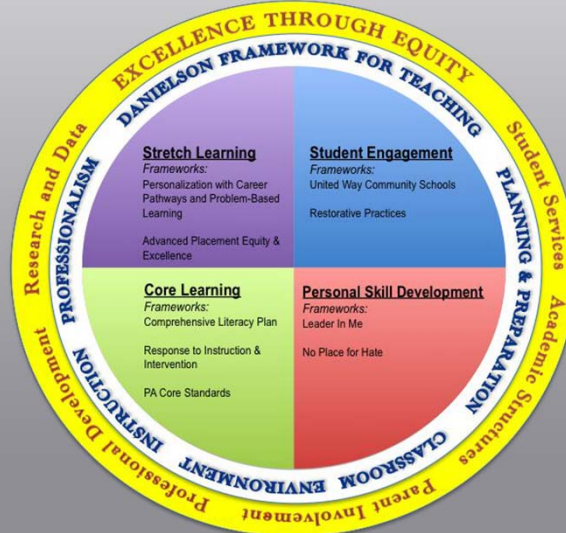 EXCELLENCE THROUGH EQUITY
Student Services
Academic Structures
Parent Involvement
Professional Development
Research and Data
DANIELSON FRAMEWORK FOR TEACHING
PLANNING & PREPARATION
CLASSROOM ENVIRONMENT
INSTRUCTION
PROFESSIONALISM
Stretch Learning
Frameworks:
Personalization with Career
Pathways and Problem-Based
Learning
Advanced Placement Equity &
Excellence
Student Engagement
Frameworks:
United Way Community Schools
Restorative Practices
Core Learning
Frameworks:
Comprehensive Literacy Plan
Response to Instruction &
Intervention
PA Core Standards
Personal Skill Development
Frameworks:
Leader In Me
No Place for Hate